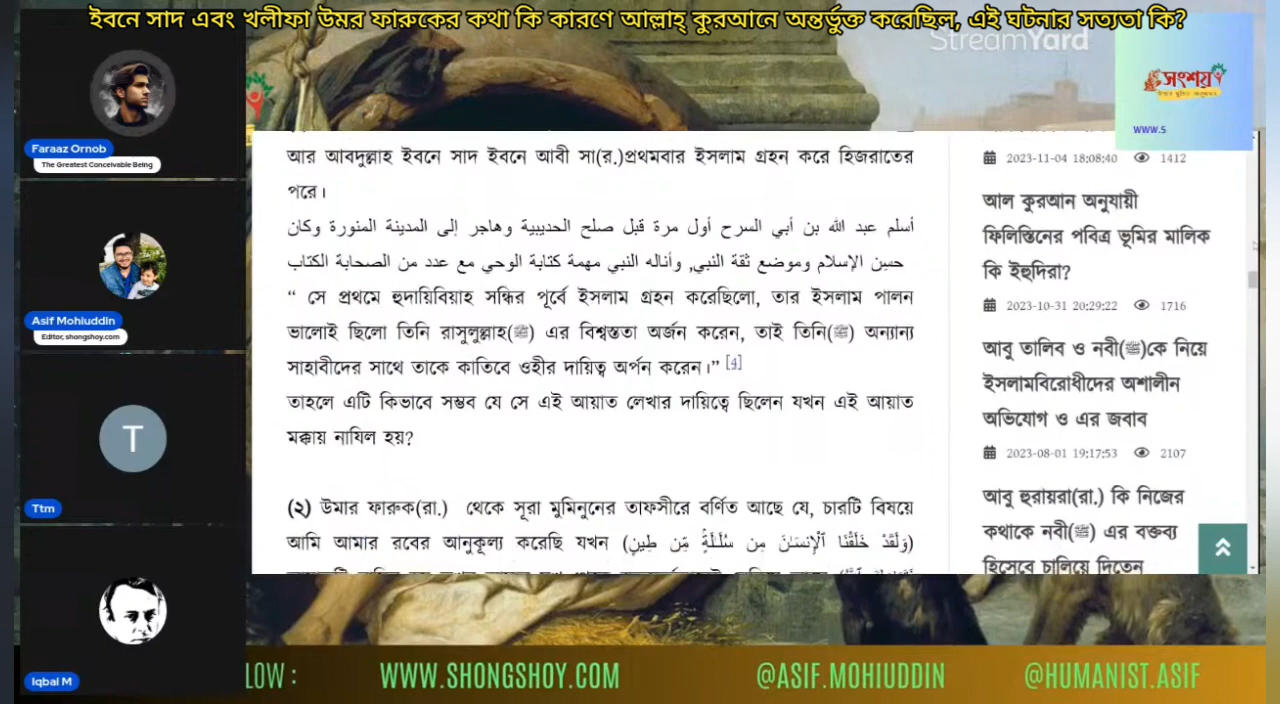 ইবনে সাদ এবং খলীফা উমর ফারুকের কথা কি কারণে আল্লাহ্ কুরআনে অন্তর্ভুক্ত করেছিল, এই ঘটনার সত্যতা কি?
StreamYard
সংশয়
WWW.S
Faraaz Ornob
The Greatest Conceivable Being
Asif Mohiuddin
Editor, shongshoy.com
T
Ttm
Iqbal M
আর আবদুল্লাহ ইবনে সাদ ইবনে আবী সা(র.)প্রথমবার ইসলাম গ্রহন করে হিজরাতের
পরে।
أسلم عبد الله بن أبي السرح أول مرة قبل صلح الحديبية وهاجر إلى المدينة المنورة وكان
حسِن الإسلام وموضع ثقة النبي, وأناله النبي مهمة كتابة الوحي مع عدد من الصحابة الكتاب
“ সে প্রথমে হুদায়িবিয়াহ সন্ধির পূর্বে ইসলাম গ্রহন করেছিলো, তার ইসলাম পালন
ভালোই ছিলো তিনি রাসুলুল্লাহ(ﷺ) এর বিশ্বস্ততা অর্জন করেন, তাই তিনি(ﷺ) অন্যান্য
সাহাবীদের সাথে তাকে কাতিবে ওহীর দায়িত্ব অর্পন করেন।” [4]
তাহলে এটি কিভাবে সম্ভব যে সে এই আয়াত লেখার দায়িত্বে ছিলেন যখন এই আয়াত
মক্কায় নাযিল হয়?
(২) উমার ফারুক(রা.) থেকে সূরা মুমিনুনের তাফসীরে বর্ণিত আছে যে, চারটি বিষয়ে
আমি আমার রবের আনুকূল্য করেছি যখন (وَلَقَدْ خَلَقْنَا ٱلْإِنسَـٰنَ مِن سُلَـٰلَةٍ مِّن طِينٍ)
2023-11-04 18:08:40 1412
আল কুরআন অনুযায়ী
ফিলিস্তিনের পবিত্র ভূমির মালিক
কি ইহুদিরা?
2023-10-31 20:29:22 1716
আবু তালিব ও নবী(ﷺ)কে নিয়ে
ইসলামবিরোধীদের অশালীন
অভিযোগ ও এর জবাব
2023-08-01 19:17:53 2107
আবু হুরায়রা(রা.) কি নিজের
কথাকে নবী(ﷺ) এর বক্তব্য
হিসেবে চালিয়ে দিতেন
LOW : WWW.SHONGSHOY.COM @ASIF.MOHIUDDIN @HUMANIST.ASIF